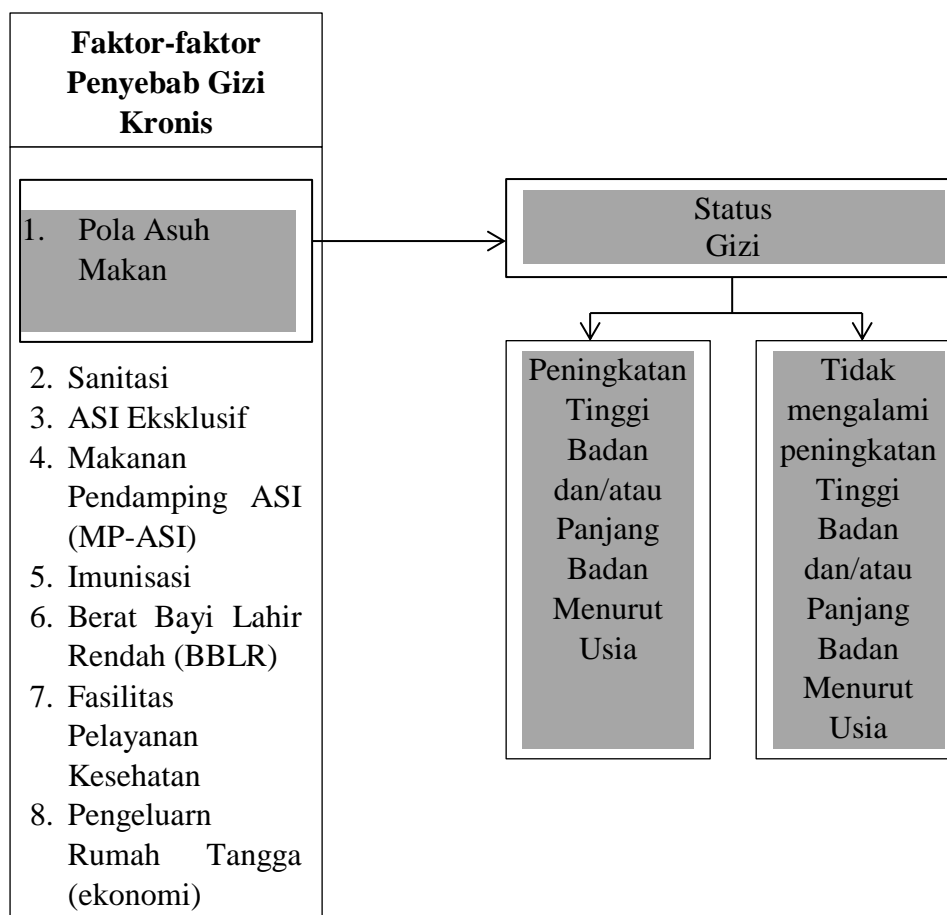 Faktor-faktor
Penyebab Gizi
Kronis
1. Pola Asuh
Makan
2. Sanitasi
3. ASI Eksklusif
4. Makanan
Pendamping ASI
(MP-ASI)
5. Imunisasi
6. Berat Bayi Lahir
Rendah (BBLR)
7. Fasilitas
Pelayanan
Kesehatan
8. Pengeluarn
Rumah Tangga
(ekonomi)
Status
Gizi
Peningkatan
Tinggi
Badan
dan/atau
Panjang
Badan
Menurut
Usia
Tidak
mengalami
peningkatan
Tinggi
Badan
dan/atau
Panjang
Badan
Menurut
Usia